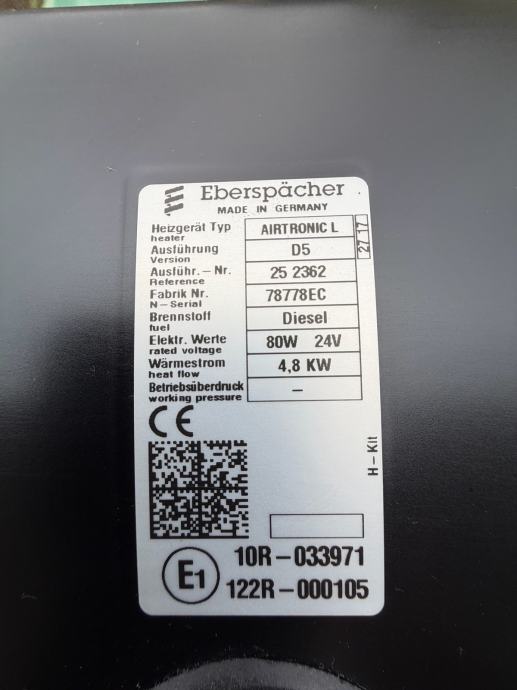 Eberspächer
MADE IN GERMANY
Heizgerät Typ AIRTRONIC L
heater
27 17
Ausführung D5
Version
Ausführ.-Nr. 25 2362
Reference
Fabrik Nr. 78778EC
N-Serial
Brennstoff Diesel
fuel
Elektr. Werte 80W 24V
rated voltage
Wärmestrom 4,8 KW
heat flow
Betriebsüberdruck –
working pressure
CE
H-Kit
E1
10R-033971
122R-000105